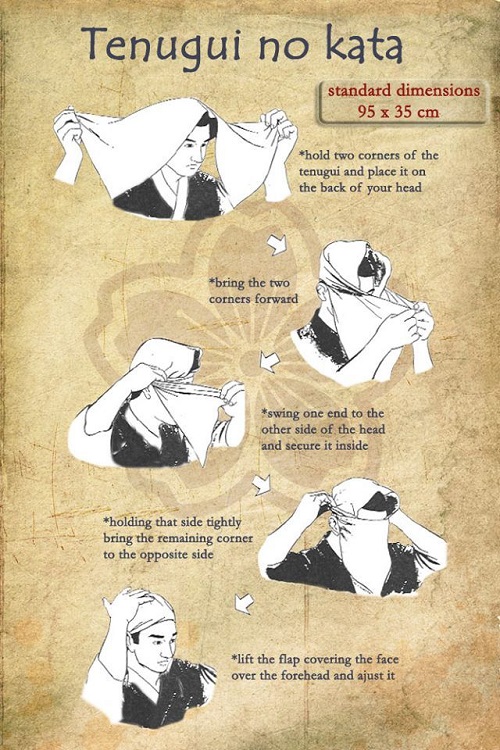 Tenugui no kata
standard dimensions
95 x 35 cm
*hold two corners of the
tenugui and place it on
the back of your head
*bring the two
corners forward
*swing one end to the
other side of the head
and secure it inside
*holding that side tightly
bring the remaining corner
to the opposite side
*lift the flap covering the face
over the forehead and ajust it